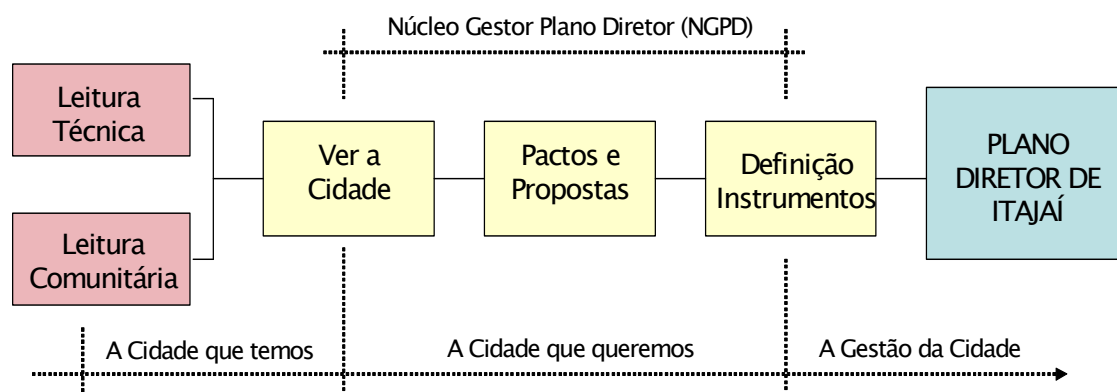 Núcleo Gestor Plano Diretor (NGPD)
Leitura
Técnica
Leitura
Comunitária
Ver a
Cidade
Pactos e
Propostas
Definição
Instrumentos
PLANO
DIRETOR DE
ITAJAÍ
A Cidade que temos
A Cidade que queremos
A Gestão da Cidade